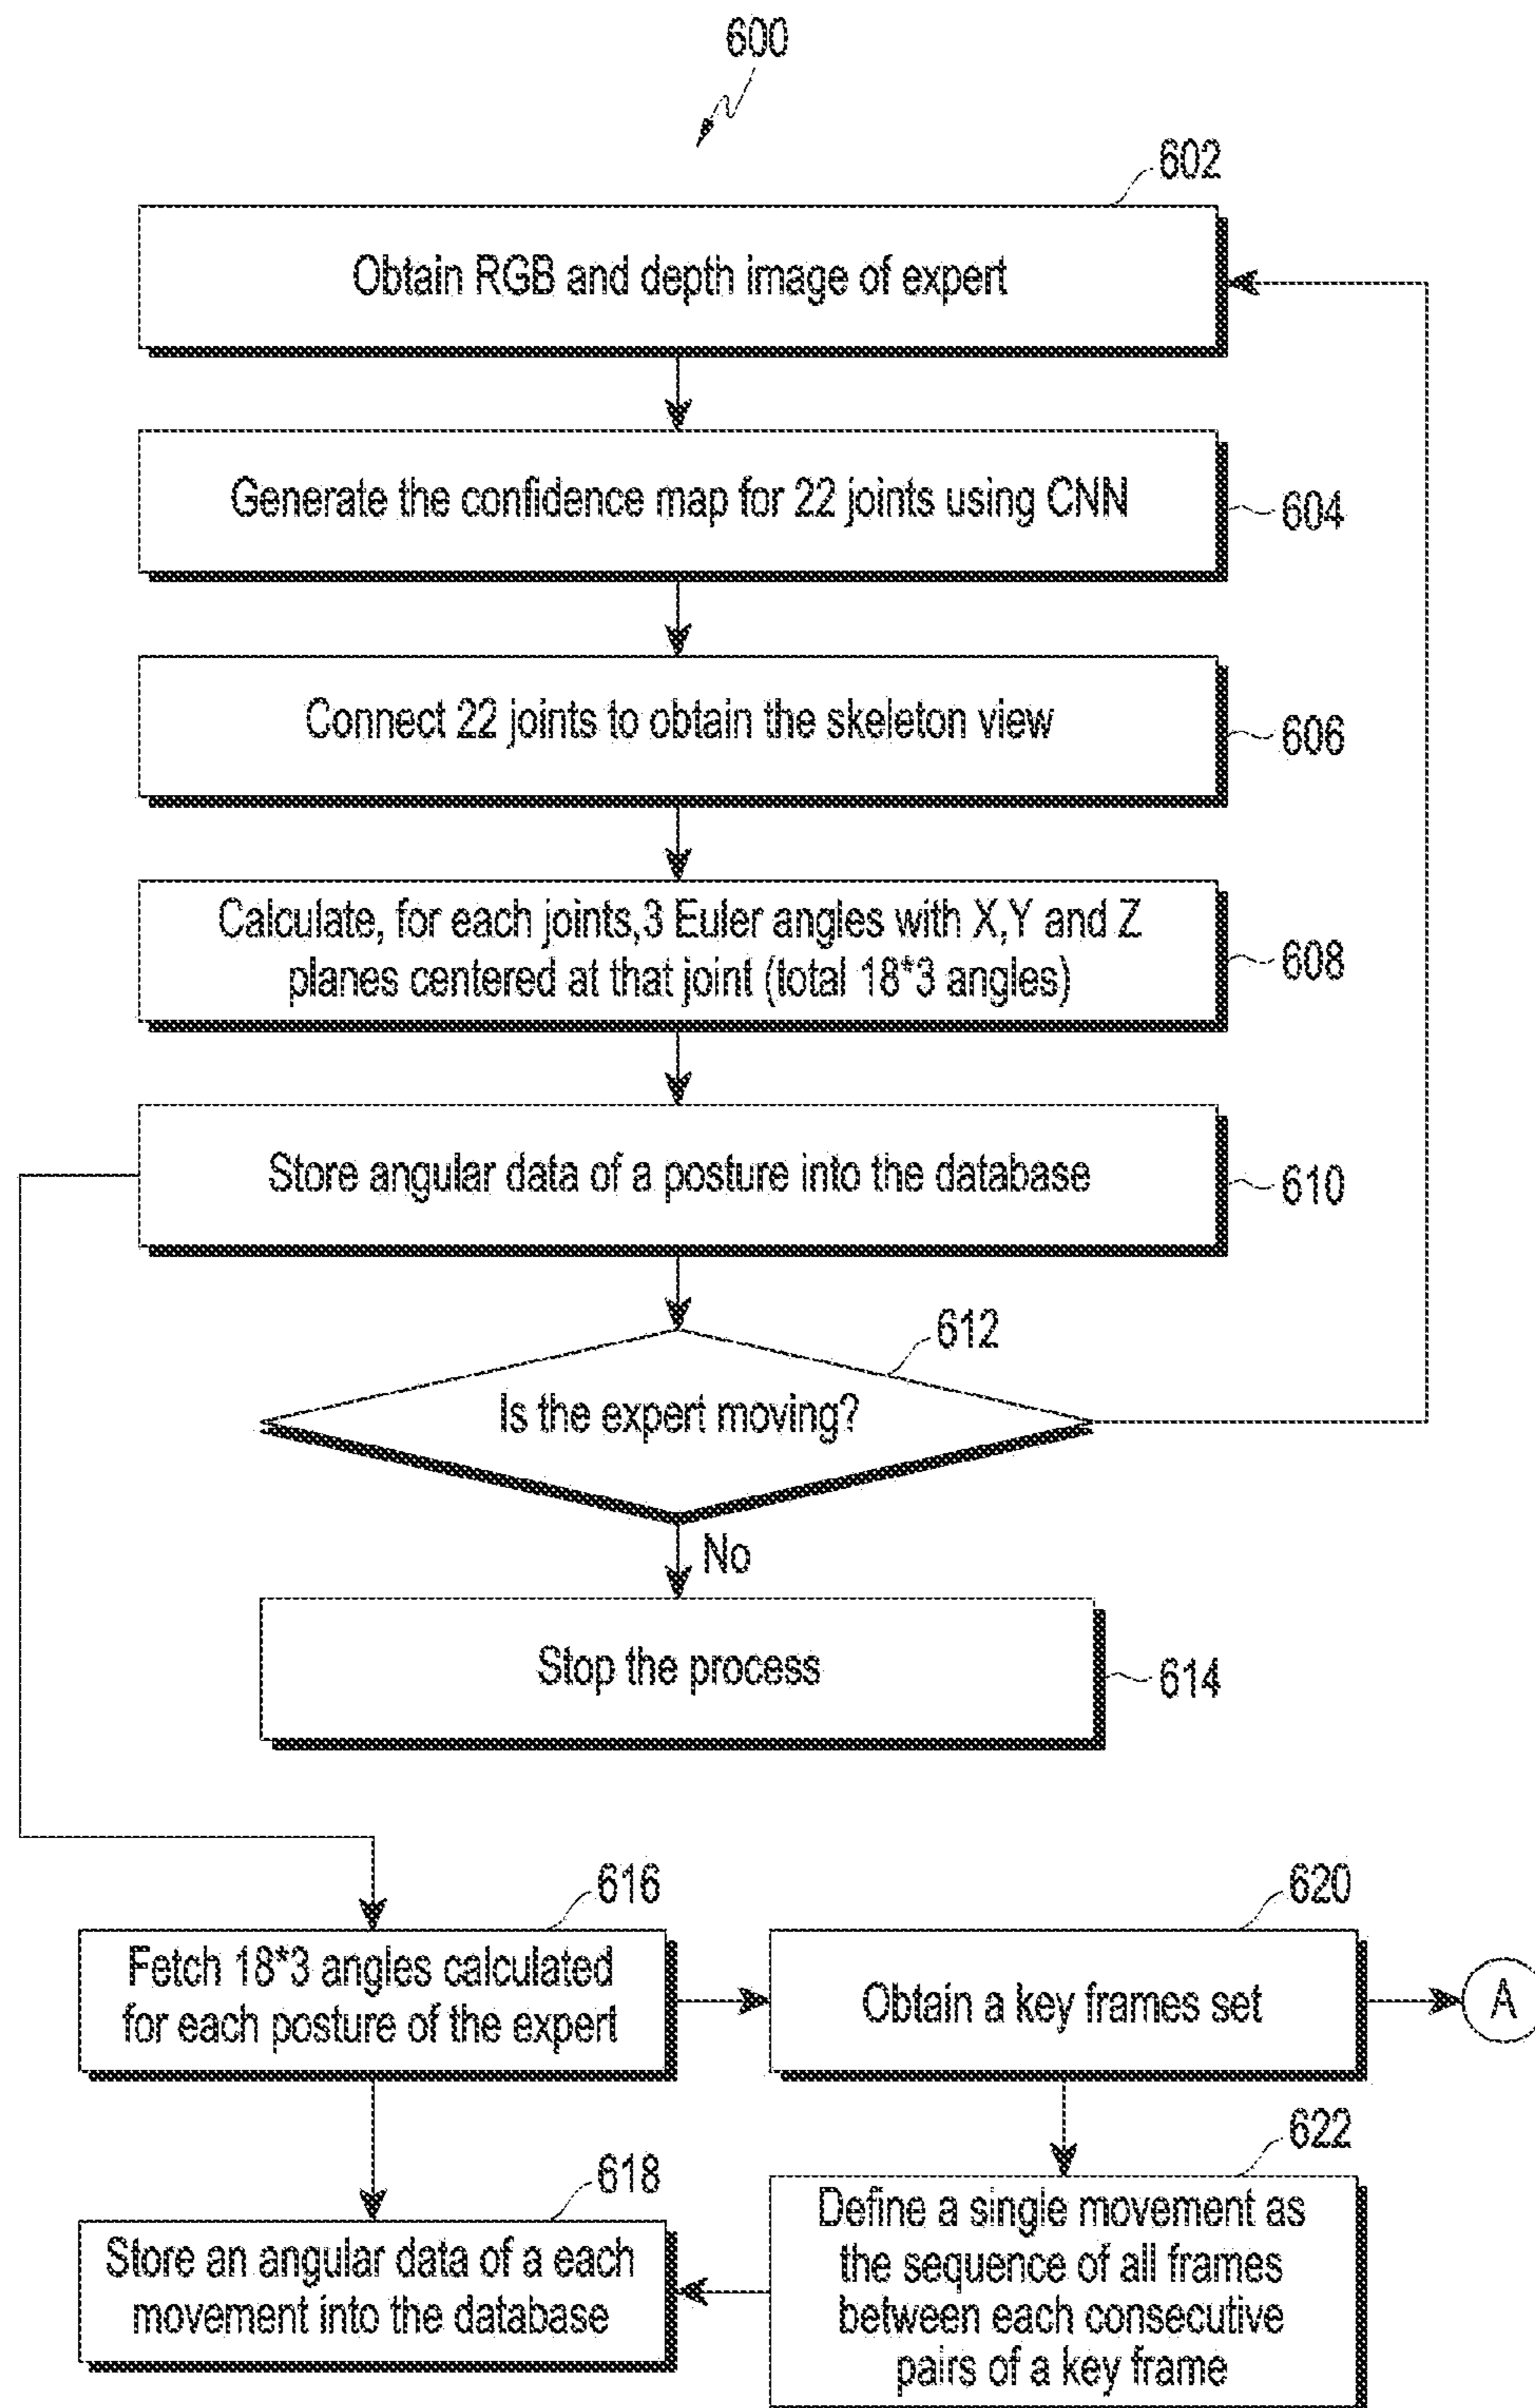 600
602
Obtain RGB and depth image of expert
Generate the confidence map for 22 joints using CNN
604
Connect 22 joints to obtain the skeleton view
606
Calculate, for each joints,3 Euler angles with X,Y and Z
planes centered at that joint (total 18*3 angles)
608
Store angular data of a posture into the database
610
612
Is the expert moving?
No
Stop the process
614
616
Fetch 18*3 angles calculated
for each posture of the expert
620
Obtain a key frames set
A
618
Store an angular data of a each
movement into the database
622
Define a single movement as
the sequence of all frames
between each consecutive
pairs of a key frame